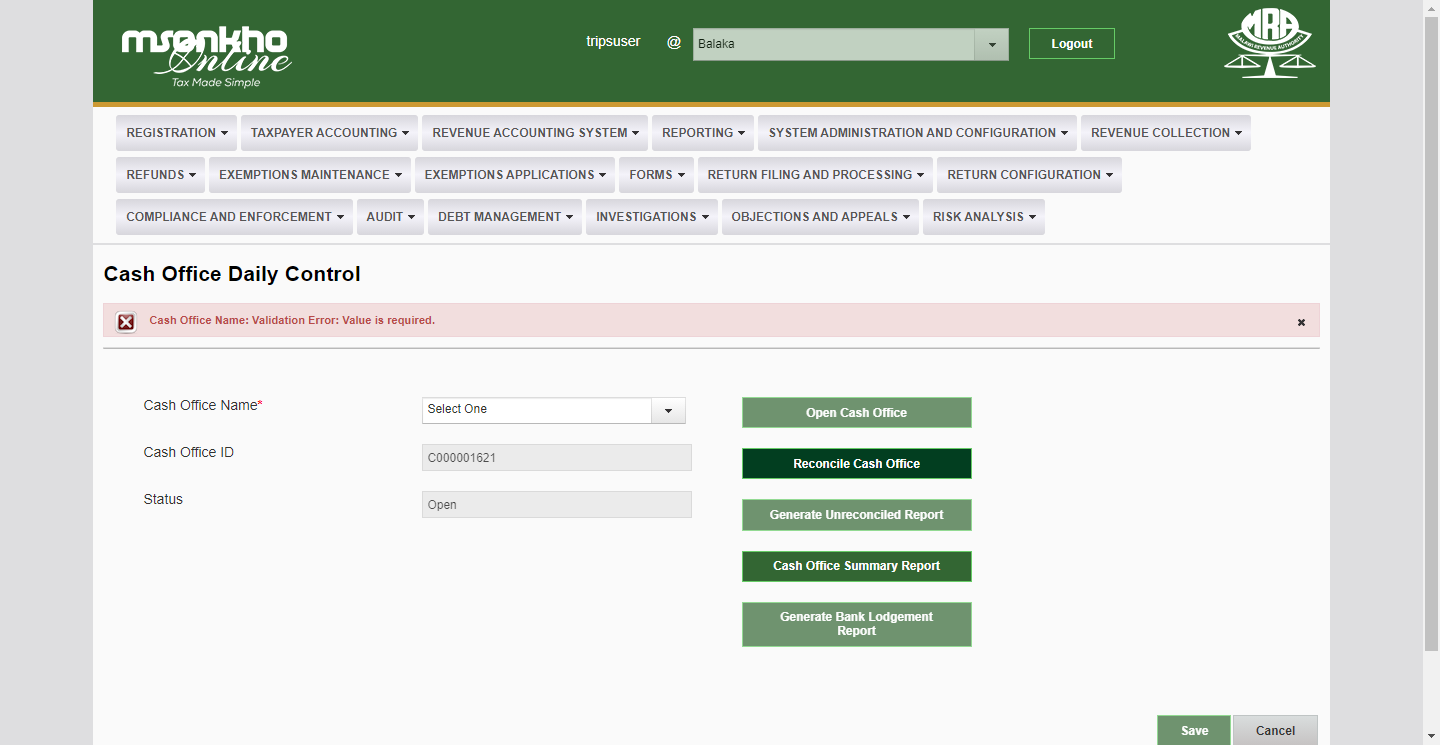 msonkho
Online
Tax Made Simple
tripsuser @ Balaka Logout
MRA
MALAWI REVENUE AUTHORITY
REGISTRATION TAXPAYER ACCOUNTING REVENUE ACCOUNTING SYSTEM REPORTING SYSTEM ADMINISTRATION AND CONFIGURATION REVENUE COLLECTION
REFUNDS EXEMPTIONS MAINTENANCE EXEMPTIONS APPLICATIONS FORMS RETURN FILING AND PROCESSING RETURN CONFIGURATION
COMPLIANCE AND ENFORCEMENT AUDIT DEBT MANAGEMENT INVESTIGATIONS OBJECTIONS AND APPEALS RISK ANALYSIS
Cash Office Daily Control
Cash Office Name: Validation Error: Value is required.
Cash Office Name* Select One Open Cash Office
Cash Office ID C000001621 Reconcile Cash Office
Status Open Generate Unreconciled Report
Cash Office Summary Report
Generate Bank Lodgement
Report
Save Cancel